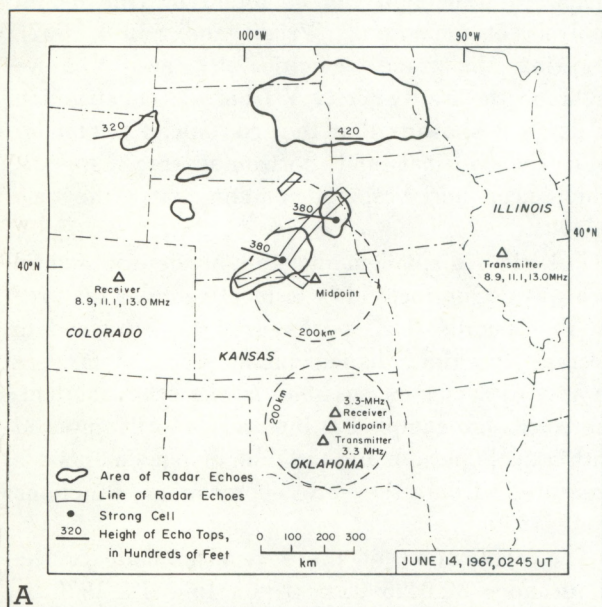 100°W
90°W
320
420
380
380
ILLINOIS
40°N
40°N
Transmitter
8.9, 11.1, 13.0 MHz
Receiver
8.9, 11.1, 13.0 MHz
Midpoint
COLORADO
200km
KANSAS
200km
3.3-MHz
Receiver
Midpoint
Transmitter
3.3 MHz
OKLAHOMA
Area of Radar Echoes
Line of Radar Echoes
Strong Cell
320 Height of Echo Tops,
in Hundreds of Feet
0 100 200 300
km
JUNE 14, 1967, 0245 UT
A